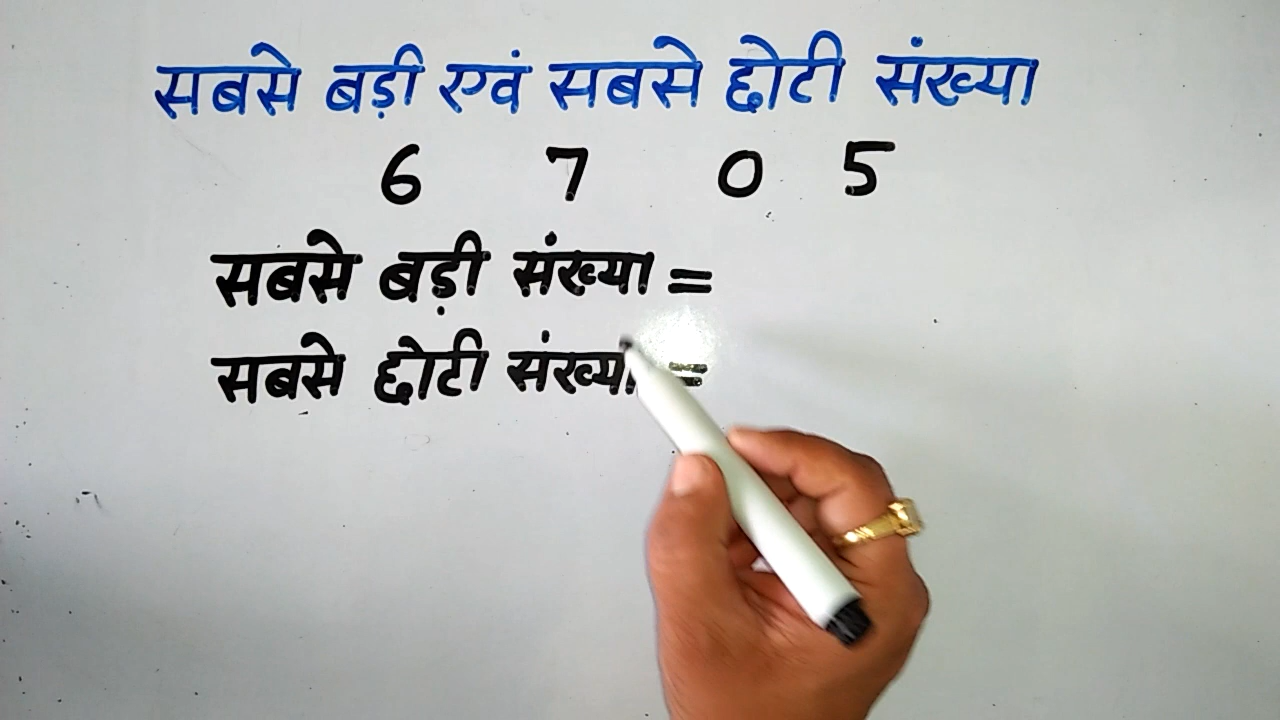 सबसे बड़ी एवं सबसे छोटी संख्या
6 7 0 5
सबसे बड़ी संख्या =
सबसे छोटी संख्या =